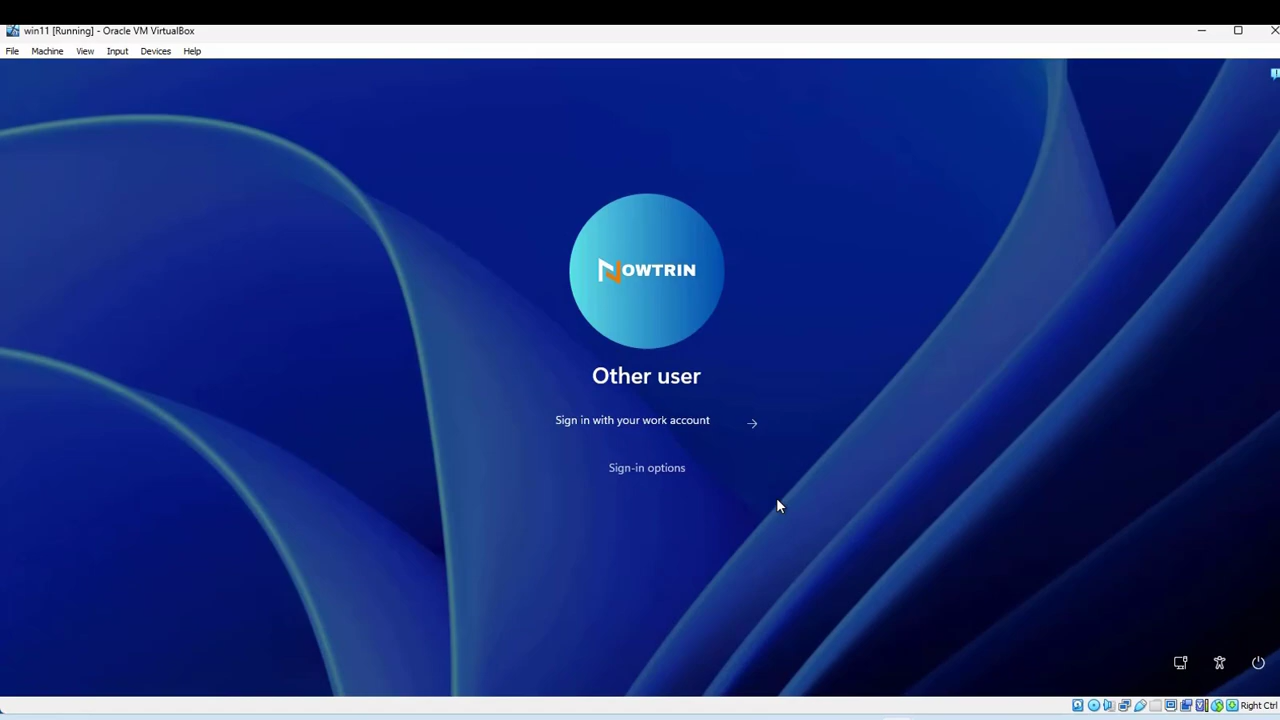 win11 [Running] - Oracle VM VirtualBox
File Machine View Input Devices Help
NOWTRIN
Other user
Sign in with your work account
Sign-in options
Right Ctrl